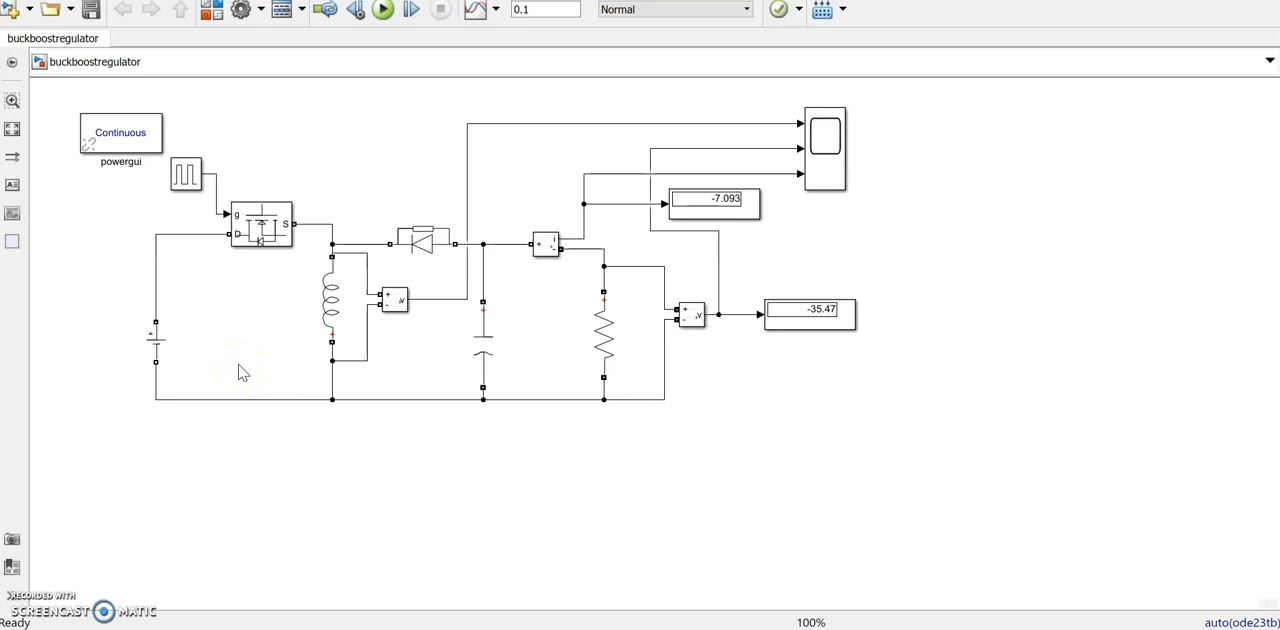 0.1
Normal
buckboostregulator
buckboostregulator
Continuous
powergui
g
S
D
-7.093
i
+
-
+
-
v
+
-
v
-35.47
+
RECORDED WITH
SCREENCAST MATIC
Ready
100%
auto(ode23tb)